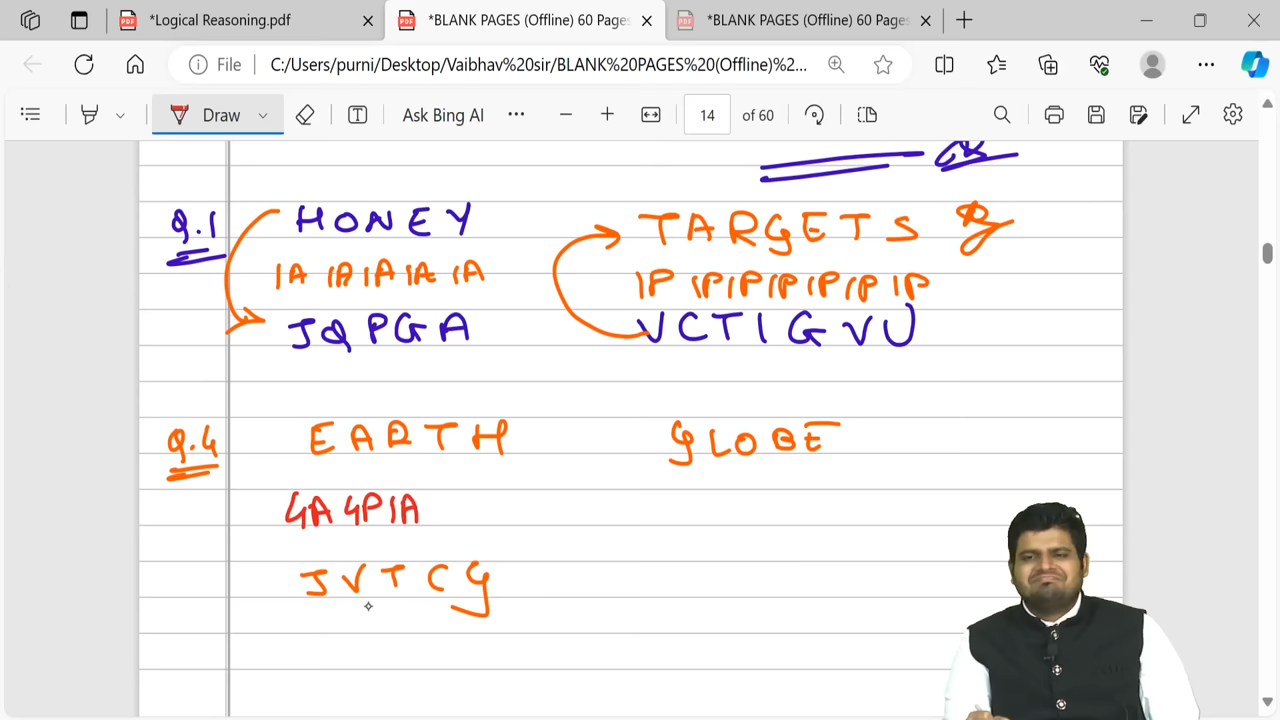 *Logical Reasoning.pdf
*BLANK PAGES (Offline) 60 Pages
*BLANK PAGES (Offline) 60 Pages
File
C:/Users/purni/Desktop/Vaibhav%20sir/BLANK%20PAGES%20(Offline)%2...
Draw
Ask Bing AI
14 of 60
Q.1 HONEY TARGETS
1A 1A 1A 1A 1A 1P 1P 1P 1P 1P 1P 1P
JQPGA VCTIGVU
Q.4 EARTH GLOBE
4A 4P 1A
JVTCG